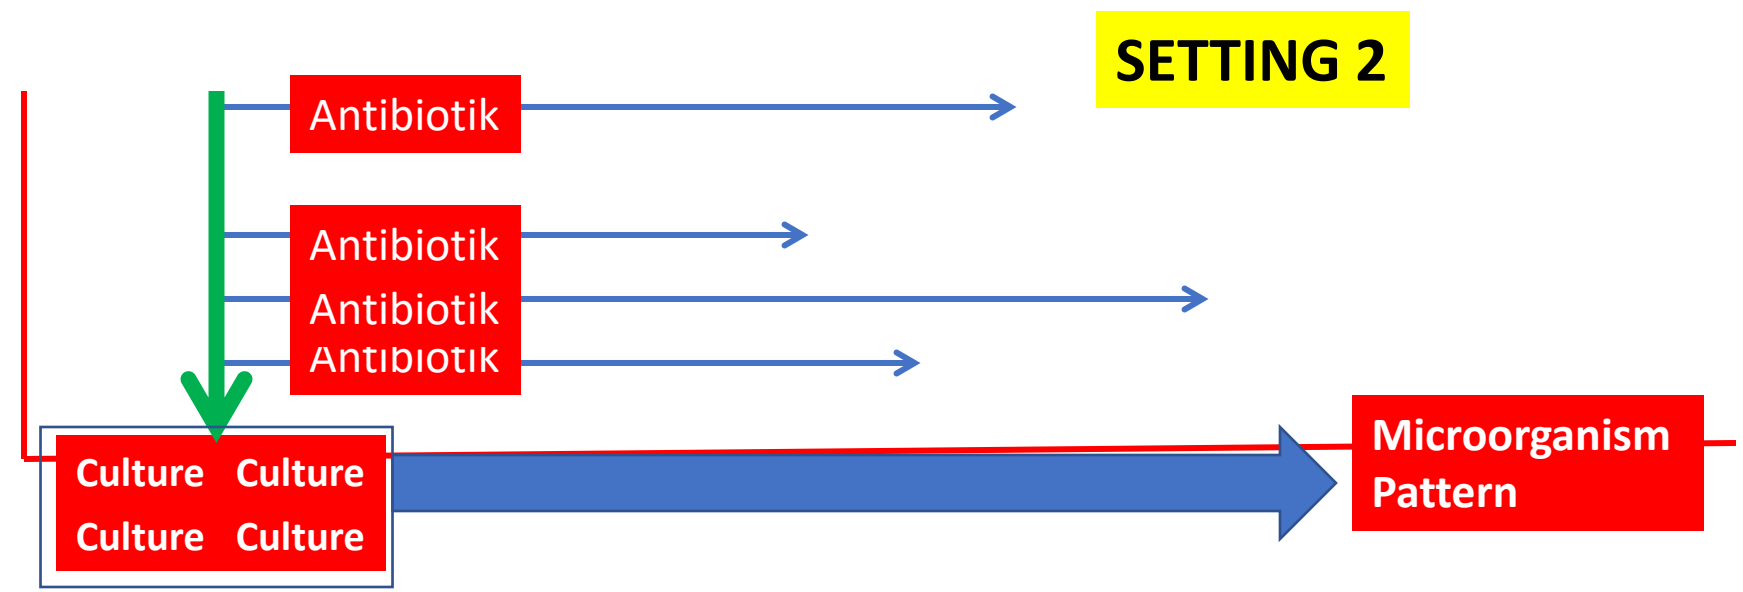 SETTING 2
Antibiotik
Antibiotik
Antibiotik
Antibiotik
Culture Culture
Culture Culture
Microorganism
Pattern